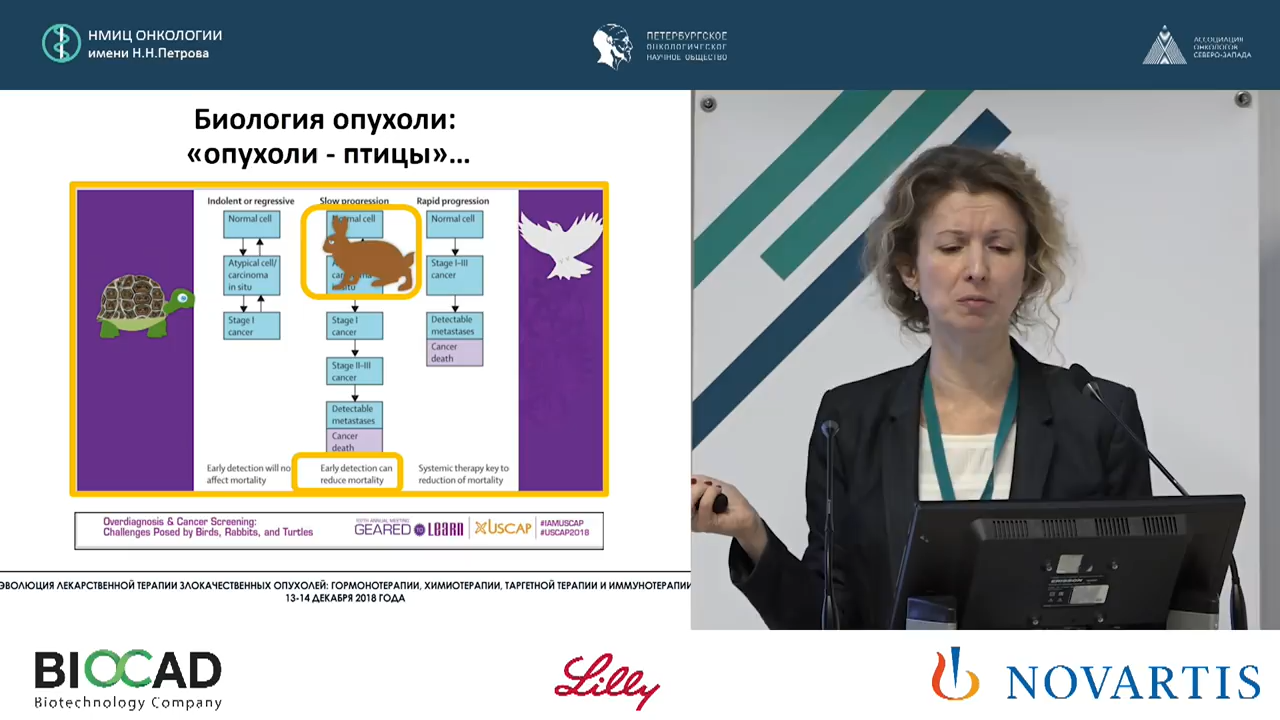 НМИЦ ОНКОЛОГИИ
имени Н.Н.Петрова
ПЕТЕРБУРГСКОЕ
ОНКОЛОГИЧЕСКОЕ
НАУЧНОЕ ОБЩЕСТВО
АССОЦИАЦИЯ
ОНКОЛОГОВ
СЕВЕРО-ЗАПАДА
Биология опухоли:
«опухоли - птицы»...
Indolent or regressive
Normal cell
Atypical cell/
carcinoma
in situ
Stage I
cancer
Early detection will no
affect mortality
Slow progression
Normal cell
Stage I
cancer
Stage II–III
cancer
Detectable
metastases
Cancer
death
Early detection can
reduce mortality
Rapid progression
Normal cell
Stage I–III
cancer
Detectable
metastases
Cancer
death
Systemic therapy key to
reduction of mortality
Overdiagnosis & Cancer Screening:
Challenges Posed by Birds, Rabbits, and Turtles
ANNUAL MEETING
GEARED TO LEARN
USCAP
#IAMUSCAP
#USCAP2018
ЭВОЛЮЦИЯ ЛЕКАРСТВЕННОЙ ТЕРАПИИ ЗЛОКАЧЕСТВЕННЫХ ОПУХОЛЕЙ: ГОРМОНОТЕРАПИИ, ХИМИОТЕРАПИИ, ТАРГЕТНОЙ ТЕРАПИИ И ИММУНОТЕРАПИИ
13-14 ДЕКАБРЯ 2018 ГОДА
BIOCAD
Biotechnology Company
Lilly
NOVARTIS